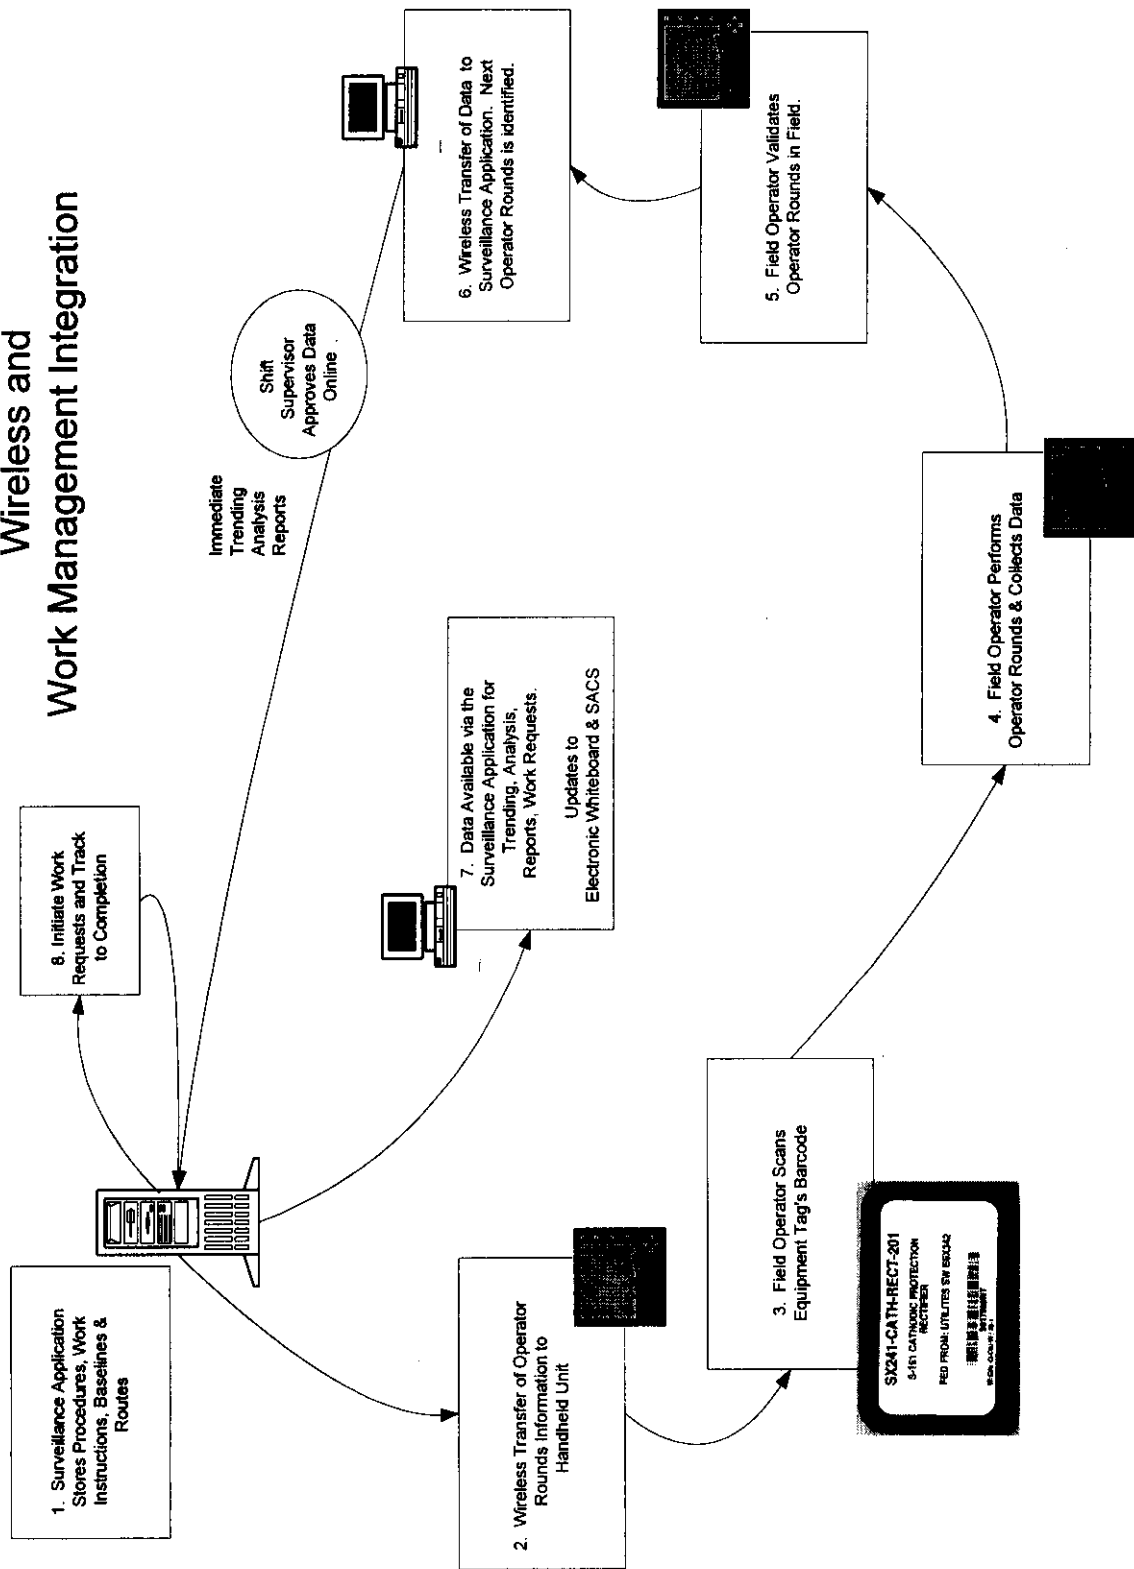 Wireless and
Work Management Integration
1. Surveillance Application
Stores Procedures, Work
Instructions, Baselines &
Routes
8. Initiate Work
Requests and Track
to Completion
Immediate
Trending
Analysis
Reports
Shift
Supervisor
Approves Data
Online
6. Wireless Transfer of Data to
Surveillance Application. Next
Operator Rounds is identified.
7. Data Available via the
Surveillance Application for
Trending, Analysis,
Reports, Work Requests.
Updates to
Electronic Whiteboard & SACS
2. Wireless Transfer of Operator
Rounds Information to
Handheld Unit
5. Field Operator Validates
Operator Rounds in Field.
3. Field Operator Scans
Equipment Tag's Barcode
SX241-CATH-RECT-201
CATHODIC PROTECTION
RECTIFIER
FED FROM: UTILITES SW
4. Field Operator Performs
Operator Rounds & Collects Data